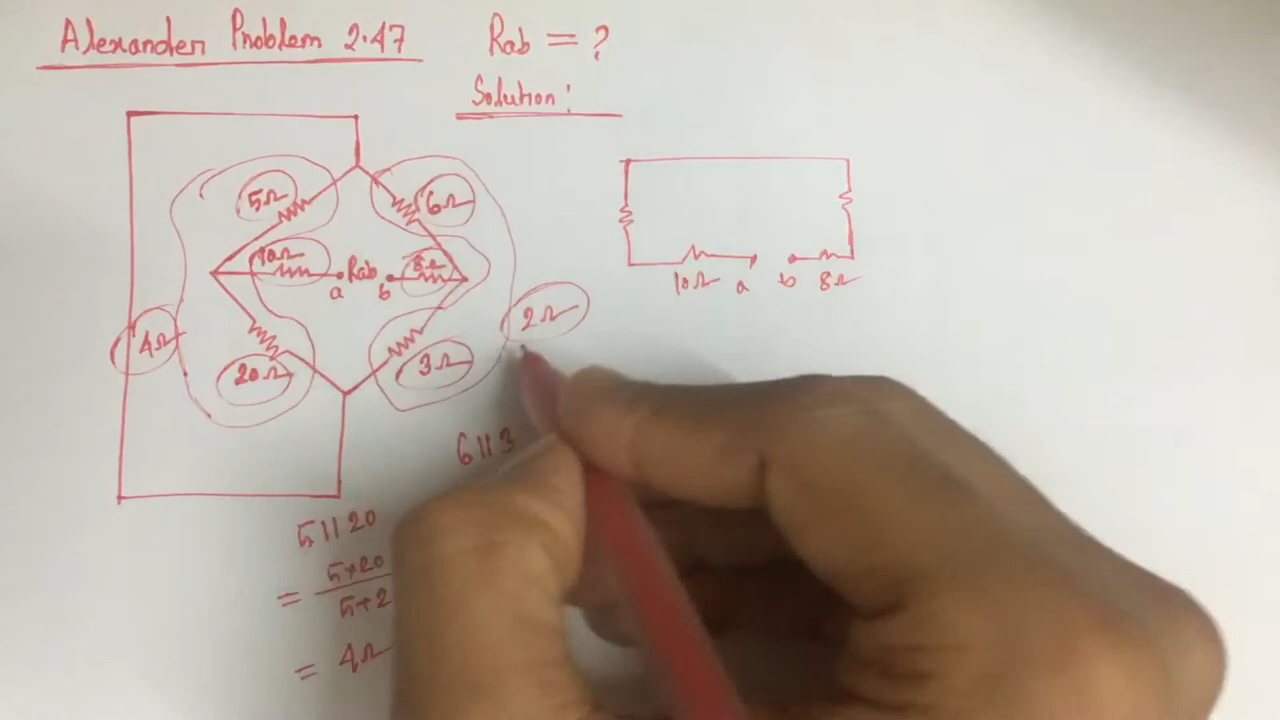 Alexander Problem 2.47
Rab = ?
Solution:
5Ω
6Ω
10Ω
Rab
8Ω
a
b
4Ω
20Ω
3Ω
2Ω
10Ω a b 8Ω
6 || 3
5 || 20
= 5*20
5+2
= 4Ω